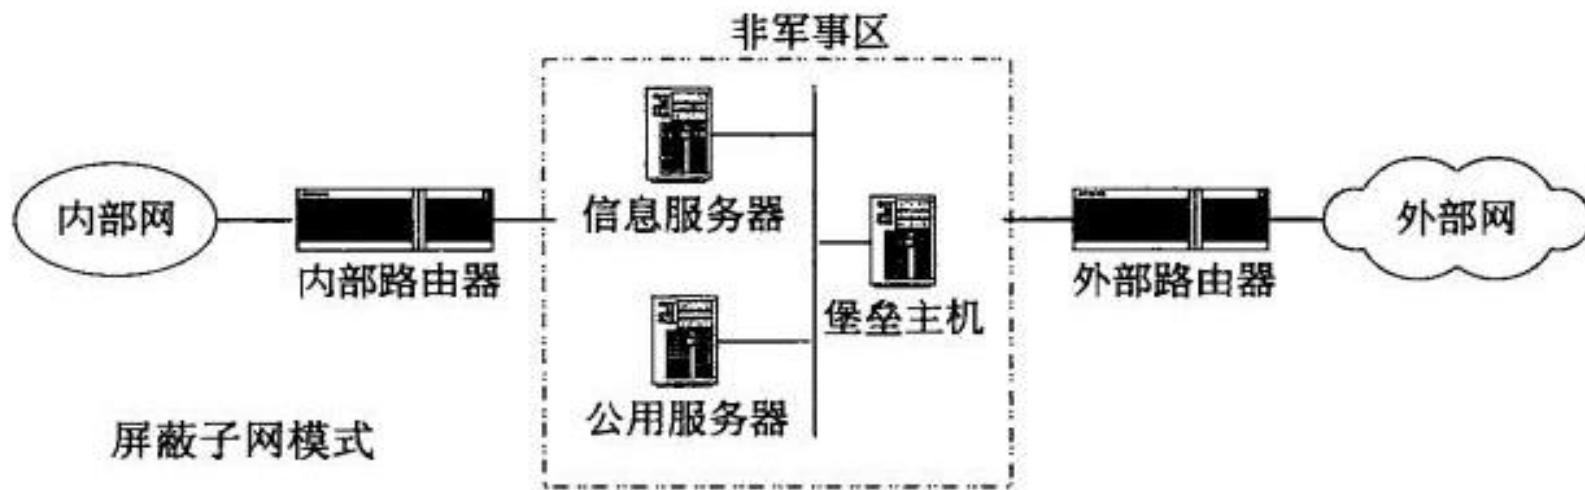 非军事区
信息服务器
内部网
外部网
内部路由器
堡垒主机
外部路由器
公用服务器
屏蔽子网模式